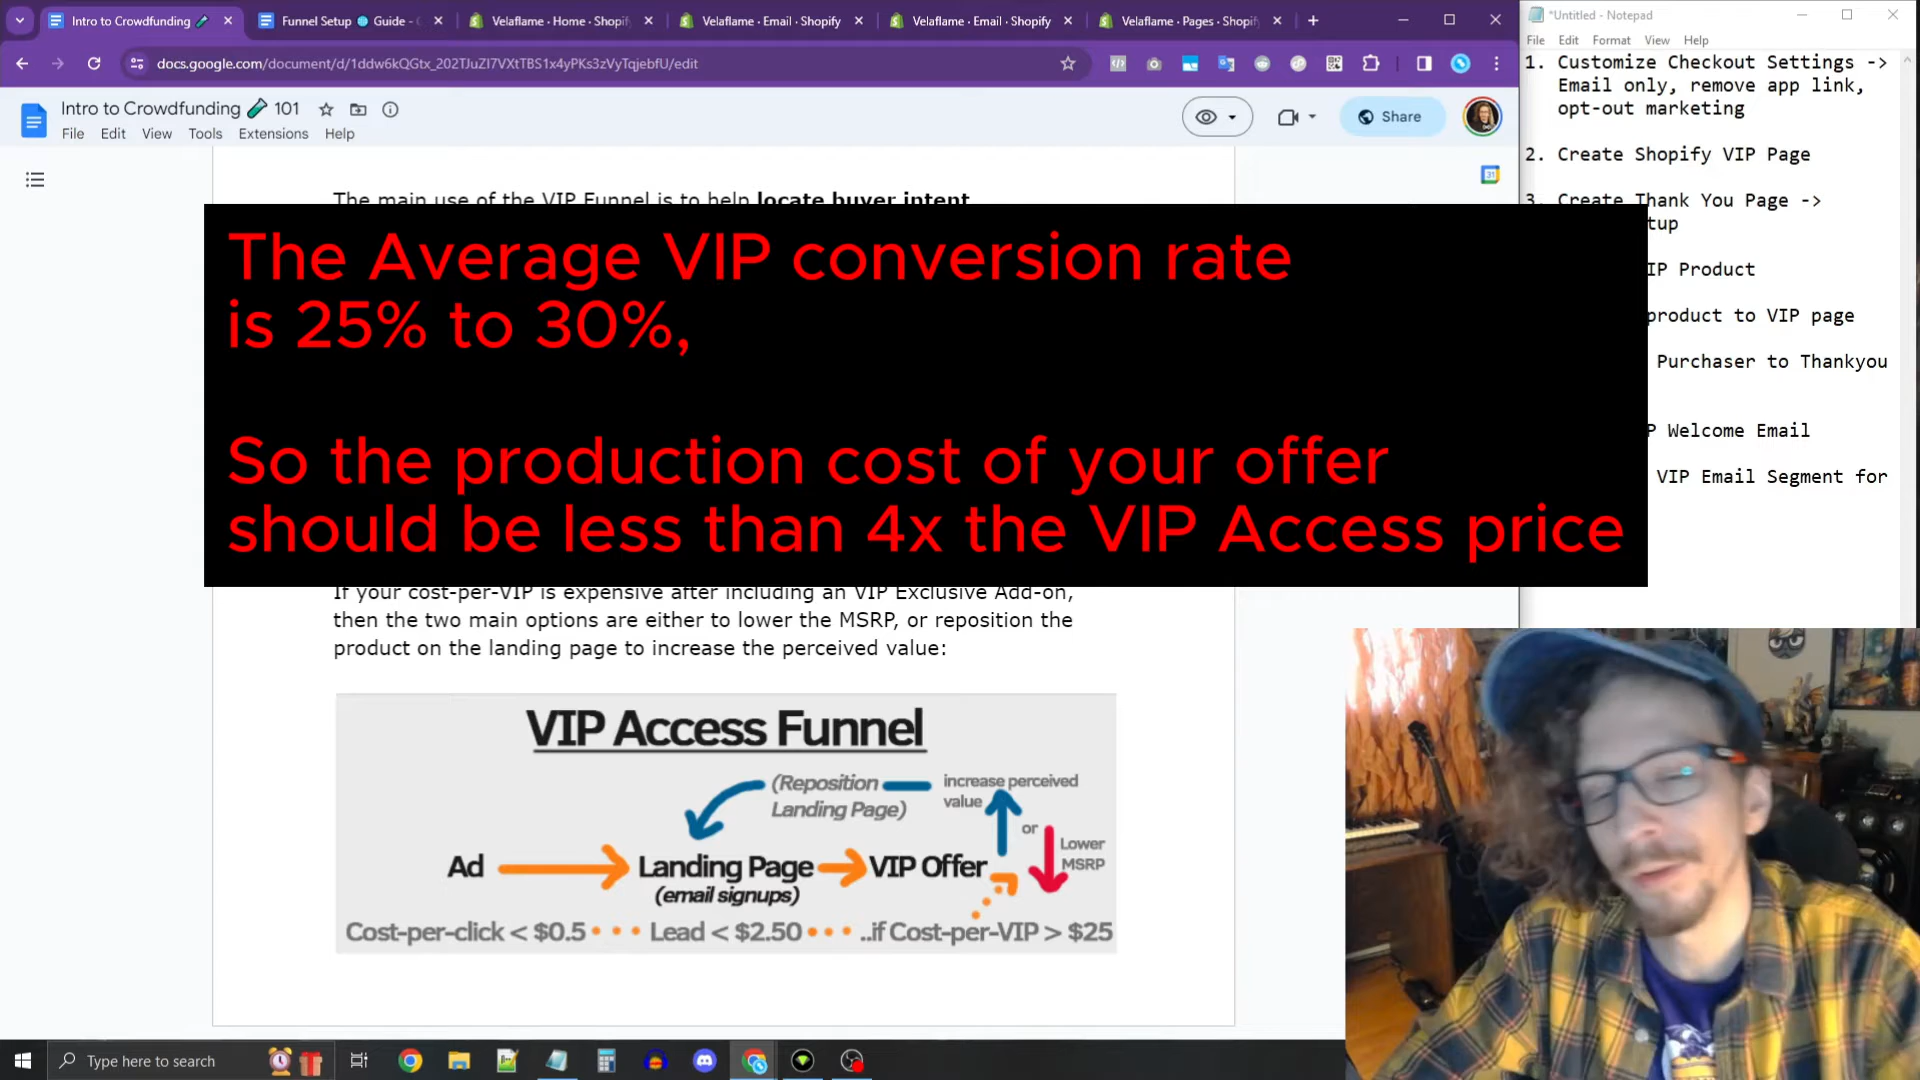 Intro to Crowdfunding
Funnel Setup Guide -
Velaflame · Home · Shopif
Velaflame · Email · Shopify
Velaflame · Email · Shopify
Velaflame · Pages · Shopif
docs.google.com/document/d/1ddw6kQGtx_202TJuZI7VXtTBS1x4yPKs3zVyTqjebfU/edit
Intro to Crowdfunding 101
File Edit View Tools Extensions Help
Share
31
The main use of the VIP Funnel is to help locate buyer intent
The Average VIP conversion rate
is 25% to 30%,
So the production cost of your offer
should be less than 4x the VIP Access price
If your cost-per-VIP is expensive after including an VIP Exclusive Add-on,
then the two main options are either to lower the MSRP, or reposition the
product on the landing page to increase the perceived value:
VIP Access Funnel
(Reposition
Landing Page)
increase perceived
value
or
Lower
MSRP
Ad
Landing Page
(email signups)
VIP Offer
Cost-per-click < $0.5 • • • Lead < $2.50 • • • ..if Cost-per-VIP > $25
*Untitled - Notepad
File Edit Format View Help
1. Customize Checkout Settings ->
Email only, remove app link,
opt-out marketing
2. Create Shopify VIP Page
3. Create Thank You Page ->
tup
IP Product
product to VIP page
Purchaser to Thankyou
P Welcome Email
VIP Email Segment for
Type here to search